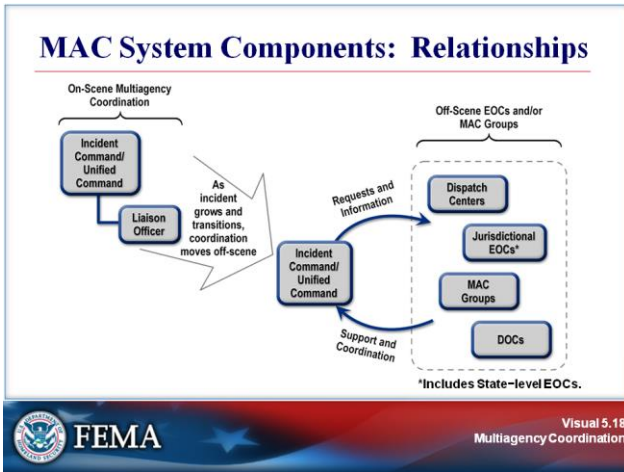 MAC System Components: Relationships
On-Scene Multiagency
Coordination
Incident
Command/
Unified
Command
Liaison
Officer
As
incident
grows and
transitions,
coordination
moves off-scene
Incident
Command/
Unified
Command
Requests and
Information
Support and
Coordination
Off-Scene EOCs and/or
MAC Groups
Dispatch
Centers
Jurisdictional
EOCs*
MAC
Groups
DOCs
*Includes State-level EOCs.
FEMA
Visual 5.18
Multiagency Coordination